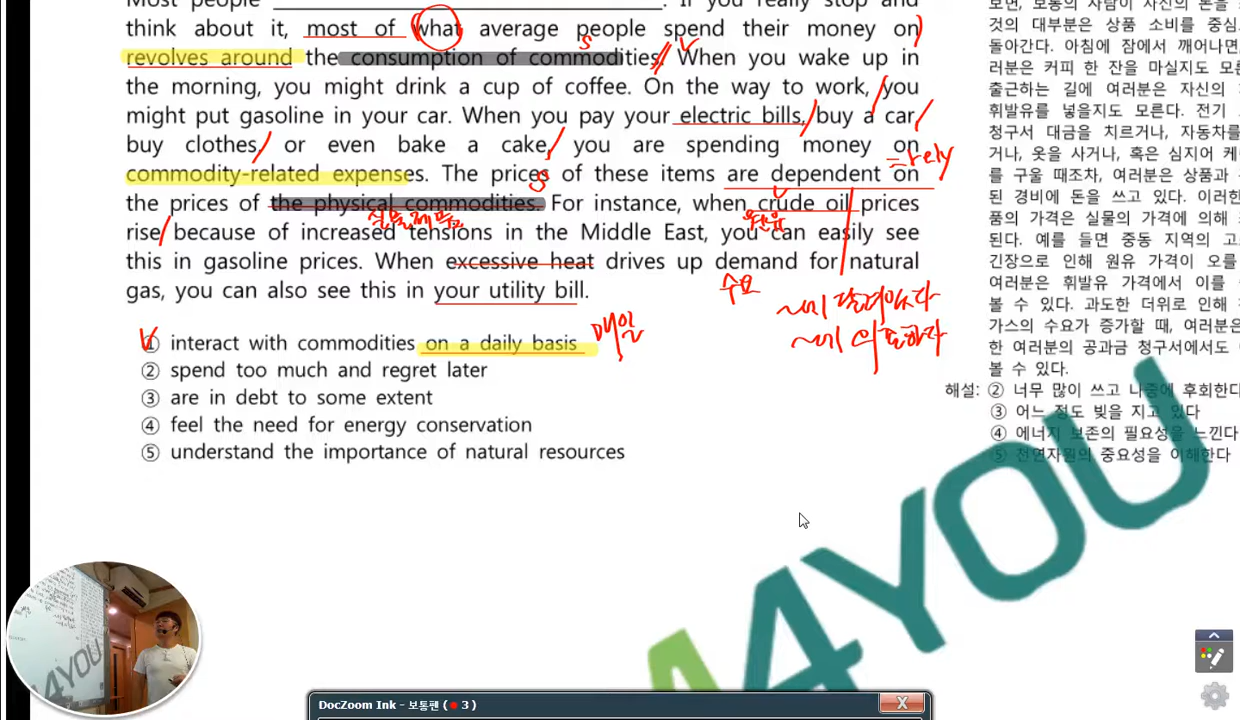 Most people ______. If you really stop and
think about it, most of what average people spend their money on
revolves around the consumption of commodities. When you wake up in
the morning, you might drink a cup of coffee. On the way to work, you
might put gasoline in your car. When you pay your electric bills, buy a car,
buy clothes, or even bake a cake, you are spending money on
commodity-related expenses. The prices of these items are dependent on
=rely
the prices of the physical commodities. For instance, when crude oil prices
rise because of increased tensions in the Middle East, you can easily see
this in gasoline prices. When excessive heat drives up demand for natural
수요
gas, you can also see this in your utility bill.
~에 달려있다
~에 의존하다
① interact with commodities on a daily basis
매일
② spend too much and regret later
③ are in debt to some extent
④ feel the need for energy conservation
⑤ understand the importance of natural resources
보면, 보통의 사람이 자신의 돈을
것의 대부분은 상품 소비를 중심
돌아간다. 아침에 잠에서 깨어나면,
러분은 커피 한 잔을 마실지도 모른
출근하는 길에 여러분은 자신의
휘발유를 넣을지도 모른다. 전기
청구서 대금을 치르거나, 자동차를
거나, 옷을 사거나, 혹은 심지어 케
를 구울 때조차, 여러분은 상품과
된 경비에 돈을 쓰고 있다. 이러한
품의 가격은 실물의 가격에 의해
된다. 예를 들면 중동 지역의 고
긴장으로 인해 원유 가격이 오를
여러분은 휘발유 가격에서 이를
볼 수 있다. 과도한 더위로 인해
가스의 수요가 증가할 때, 여러분은
한 여러분의 공과금 청구서에서도
볼 수 있다.
해설: ② 너무 많이 쓰고 나중에 후회한다
③ 어느 정도 빚을 지고 있다
④ 에너지 보존의 필요성을 느낀다
⑤ 천연자원의 중요성을 이해한다
A4YOU
DocZoom Ink - 보통펜 ( 3 )
X